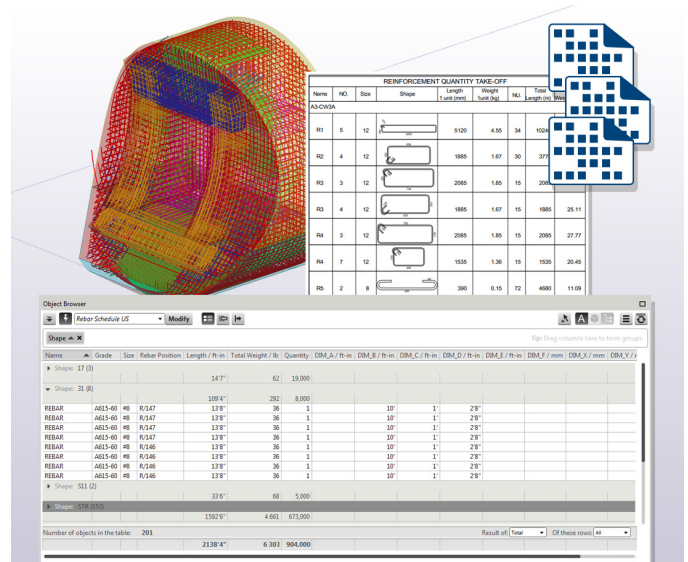 REINFORCEMENT QUANTITY TAKE-OFF
Name NO. Size Shape Length 1 unit (mm) Weight 1unit (kg) NU. Total Length (m)
A3-CW3A
R1 5 12 5120 4.55 34 1024
R2 4 12 1885 1.67 30 377
R3 3 12 2085 1.85 15 2085
R3 4 12 1885 1.67 15 1885 25.11
R4 3 12 2085 1.85 15 2085 27.77
R4 7 12 1535 1.36 15 1535 20.45
R5 2 8 390 0.15 72 4680 11.09
Object Browser
Rebar Schedule US Modify
Shape Tip: Drag columns here to form groups.
Name Grade Size Rebar Position Length / ft-in Total Weight / lb Quantity DIM_A / ft-in DIM_B / ft-in DIM_C / ft-in DIM_D / ft-in DIM_E / ft-in DIM_F / mm DIM_X / mm DIM_Y /
Shape: 17 (3)
14'7" 62 19,000
Shape: 31 (8)
109'4" 292 8,000
REBAR A615-60 #8 R/147 13'8" 36 1 10' 1' 2'8"
REBAR A615-60 #8 R/147 13'8" 36 1 10' 1' 2'8"
REBAR A615-60 #8 R/147 13'8" 36 1 10' 1' 2'8"
REBAR A615-60 #8 R/147 13'8" 36 1 10' 1' 2'8"
REBAR A615-60 #8 R/146 13'8" 36 1 10' 1' 2'8"
REBAR A615-60 #8 R/146 13'8" 36 1 10' 1' 2'8"
REBAR A615-60 #8 R/146 13'8" 36 1 10' 1' 2'8"
REBAR A615-60 #8 R/146 13'8" 36 1 10' 1' 2'8"
Shape: S11 (2)
33'6" 68 5,000
Shape: STR (153)
1592'6" 4 661 673,000
Number of objects in the table: 201 Result of: Total Of these rows: All
2138'4" 6 303 904,000